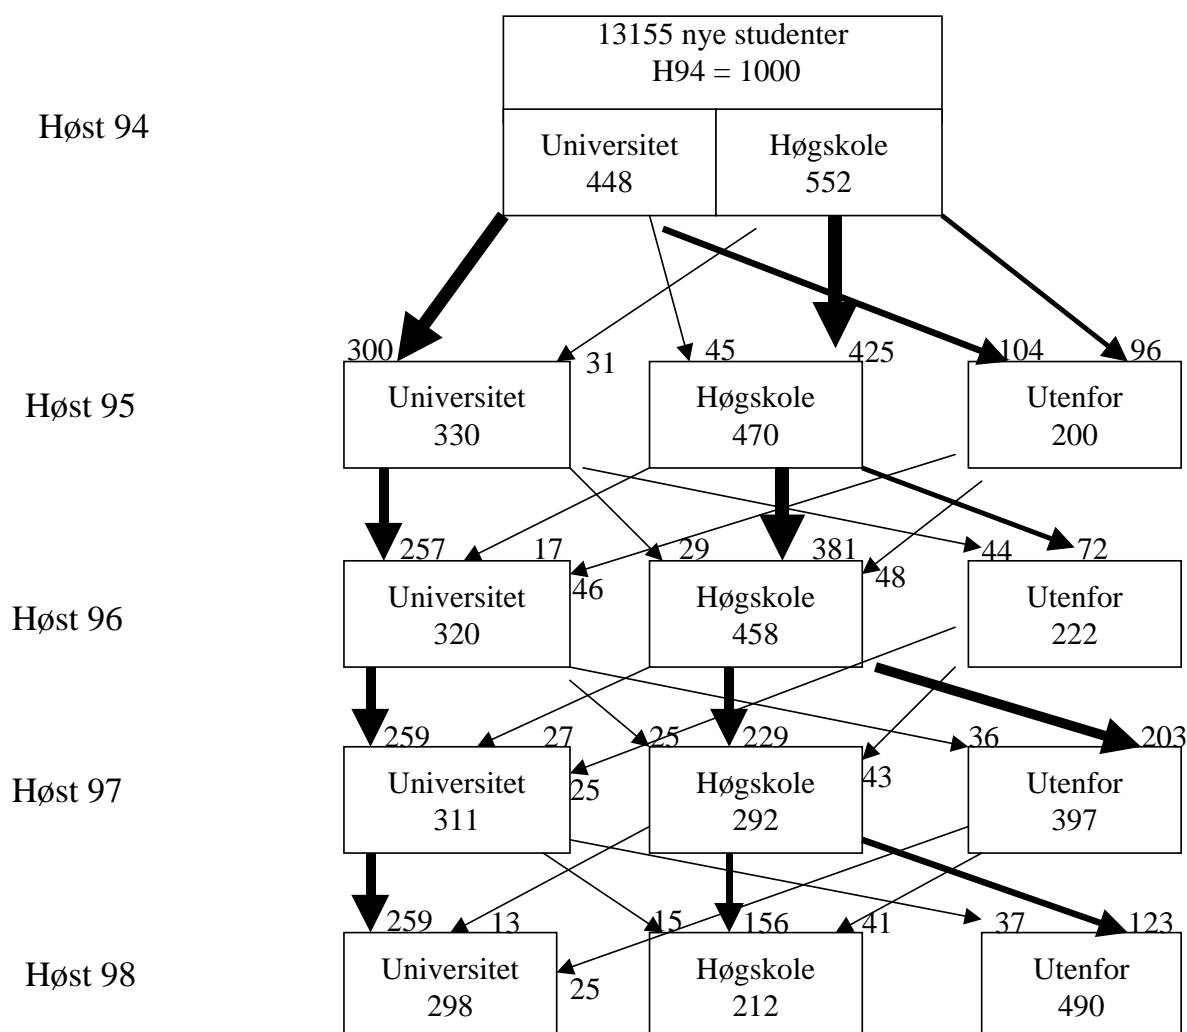 13155 nye studenter
H94 = 1000
Høst 94
Universitet
448
Høgskole
552
300
31
45
425
104
96
Høst 95
Universitet
330
Høgskole
470
Utenfor
200
257
17
46
29
381
48
44
72
Høst 96
Universitet
320
Høgskole
458
Utenfor
222
259
27
25
25
229
43
36
203
Høst 97
Universitet
311
Høgskole
292
Utenfor
397
259
13
25
15
156
41
37
123
Høst 98
Universitet
298
Høgskole
212
Utenfor
490